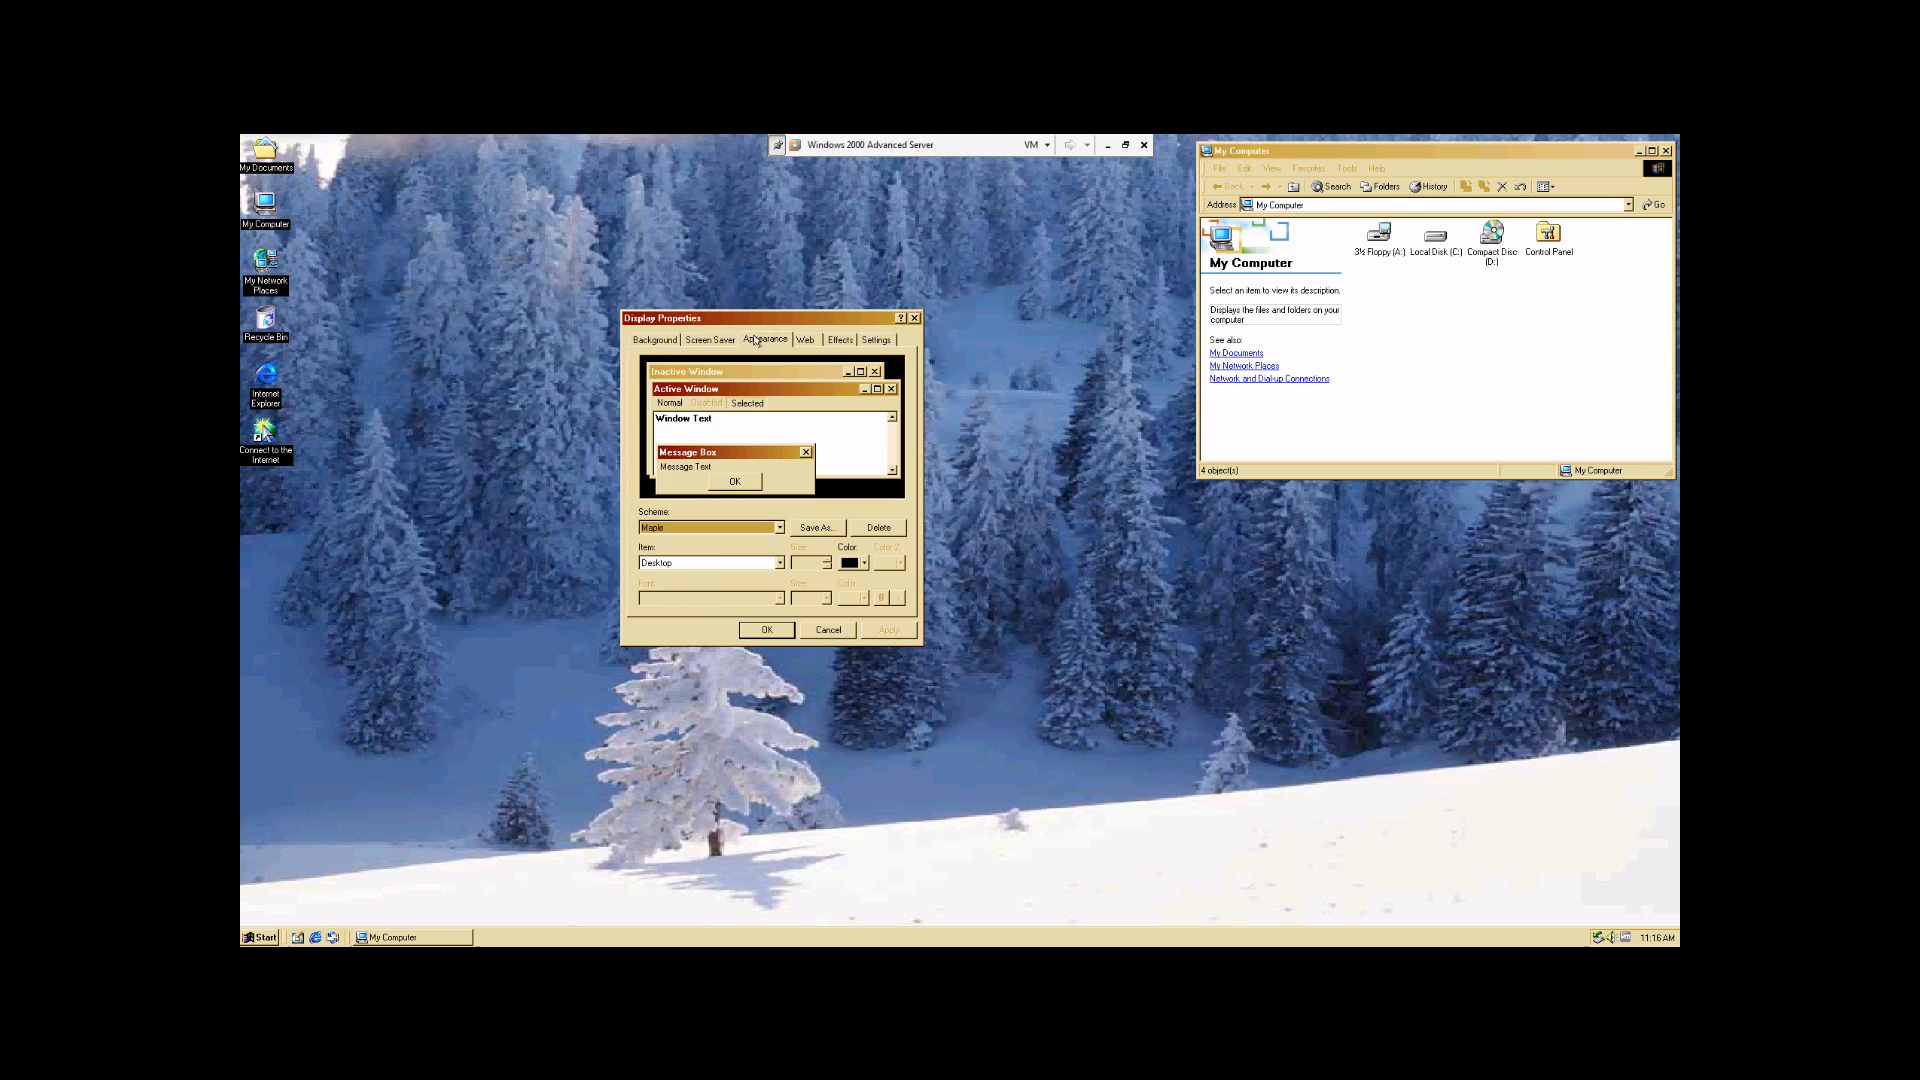 My Documents
My Computer
My Network
Places
Recycle Bin
Internet
Explorer
Connect to the
Internet
Windows 2000 Advanced Server
VM
My Computer
File Edit View Favorites Tools Help
Back
Search
Folders
History
Address
My Computer
Go
My Computer
Select an item to view its description.
Displays the files and folders on your
computer
See also:
My Documents
My Network Places
Network and Dial-up Connections
3½ Floppy (A:)
Local Disk (C:)
Compact Disc
(D:)
Control Panel
4 object(s)
My Computer
Display Properties
Background
Screen Saver
Appearance
Web
Effects
Settings
Inactive Window
Active Window
Normal Disabled Selected
Window Text
Message Box
Message Text
OK
Scheme:
Maple
Save As...
Delete
Item:
Size:
Color:
Color 2:
Desktop
Font:
Size:
Color:
B
OK
Cancel
Apply
Start
My Computer
11:16 AM